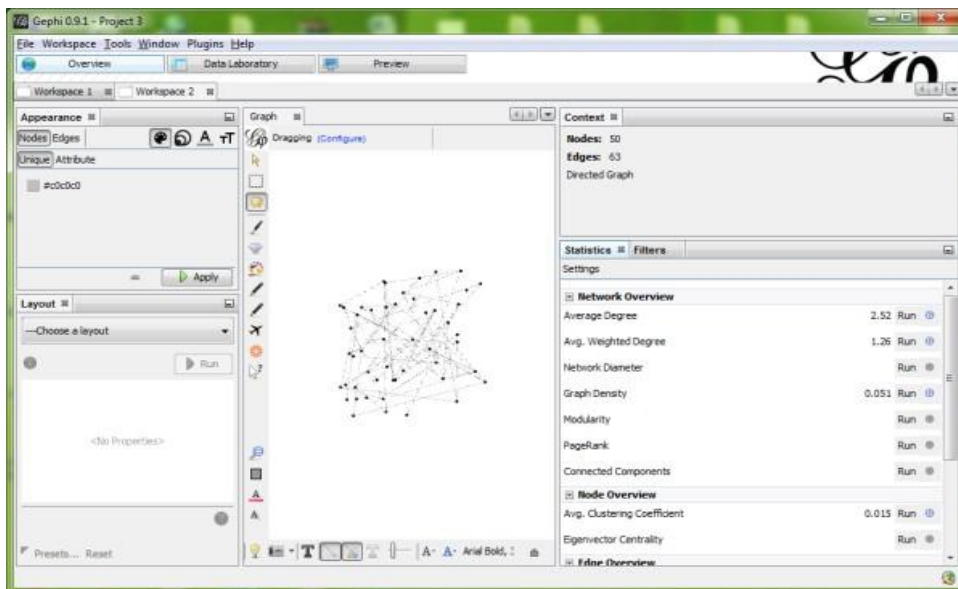 Gephi 0.9.1 - Project 3
File Workspace Tools Window Plugins Help
Overview Data Laboratory Preview
Workspace 1 Workspace 2
Appearance
Nodes Edges
Unique Attribute
#c0c0c0
Apply
Layout
---Choose a layout
Run
<No Properties>
Presets... Reset
Graph
Dragging (Configure)
Arial Bold,
Context
Nodes: 50
Edges: 63
Directed Graph
Statistics Filters
Settings
Network Overview
Average Degree 2.52 Run
Avg. Weighted Degree 1.26 Run
Network Diameter Run
Graph Density 0.051 Run
Modularity Run
PageRank Run
Connected Components Run
Node Overview
Avg. Clustering Coefficient 0.015 Run
Eigenvector Centrality Run
Edge Overview